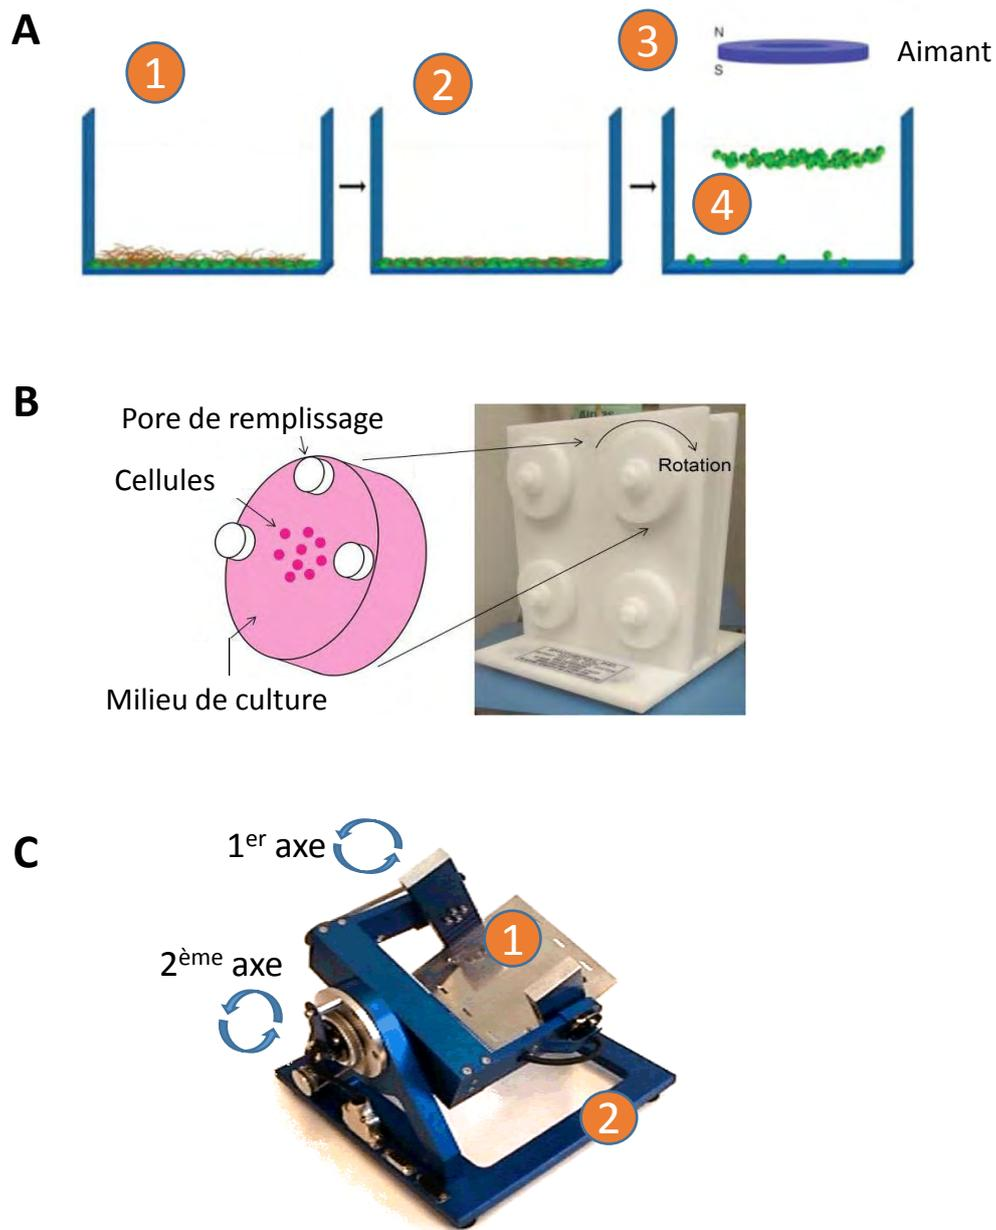 A
1
2
3
N
S
Aimant
4
B
Pore de remplissage
Cellules
Rotation
Milieu de culture
C
1er axe
2ème axe
1
2